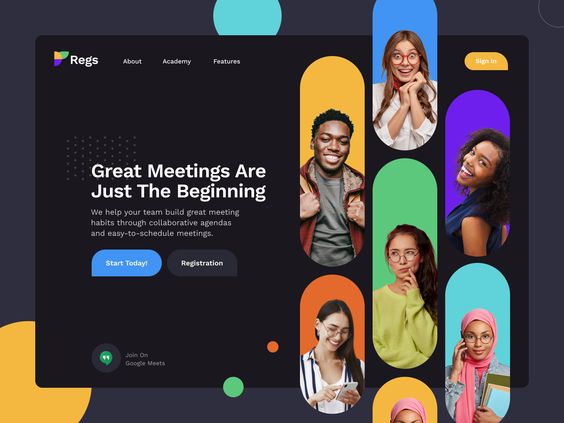 Regs
About
Academy
Features
Sign In
Great Meetings Are
Just The Beginning
We help your team build great meeting
habits through collaborative agendas
and easy-to-schedule meetings.
Start Today!
Registration
Join On
Google Meets